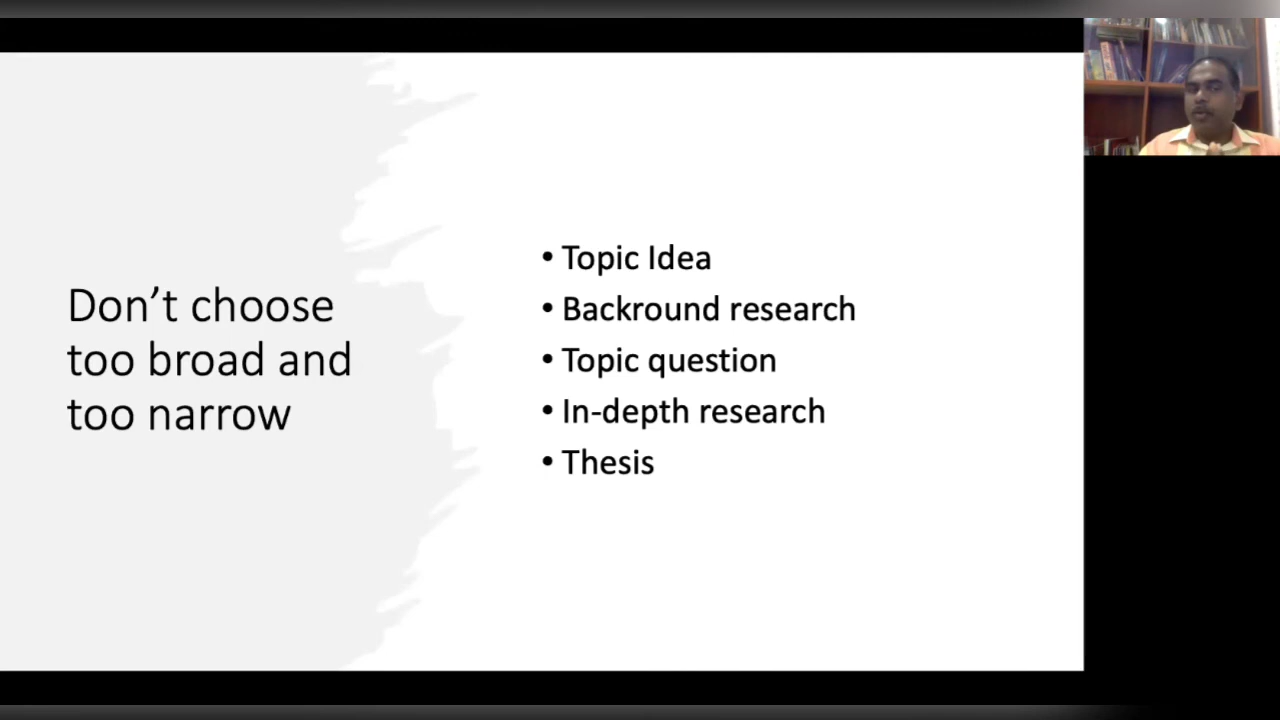 Don’t choose
too broad and
too narrow
• Topic Idea
• Backround research
• Topic question
• In-depth research
• Thesis